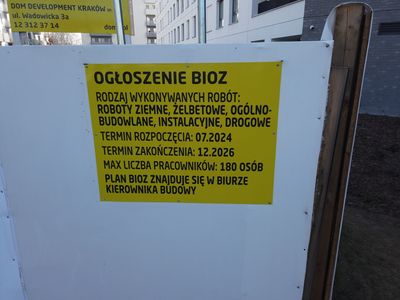 DOM DEVELOPMENT KRAKÓW
ul. Wadowicka 3a
12 312 37 14
OGŁOSZENIE BIOZ
RODZAJ WYKONYWANYCH ROBÓT:
ROBOTY ZIEMNE, ŻELBETOWE, OGÓLNO-
BUDOWLANE, INSTALACYJNE, DROGOWE
TERMIN ROZPOCZĘCIA: 07.2024
TERMIN ZAKOŃCZENIA: 12.2026
MAX LICZBA PRACOWNIKÓW: 180 OSÓB
PLAN BIOZ ZNAJDUJE SIĘ W BIURZE
KIEROWNIKA BUDOWY